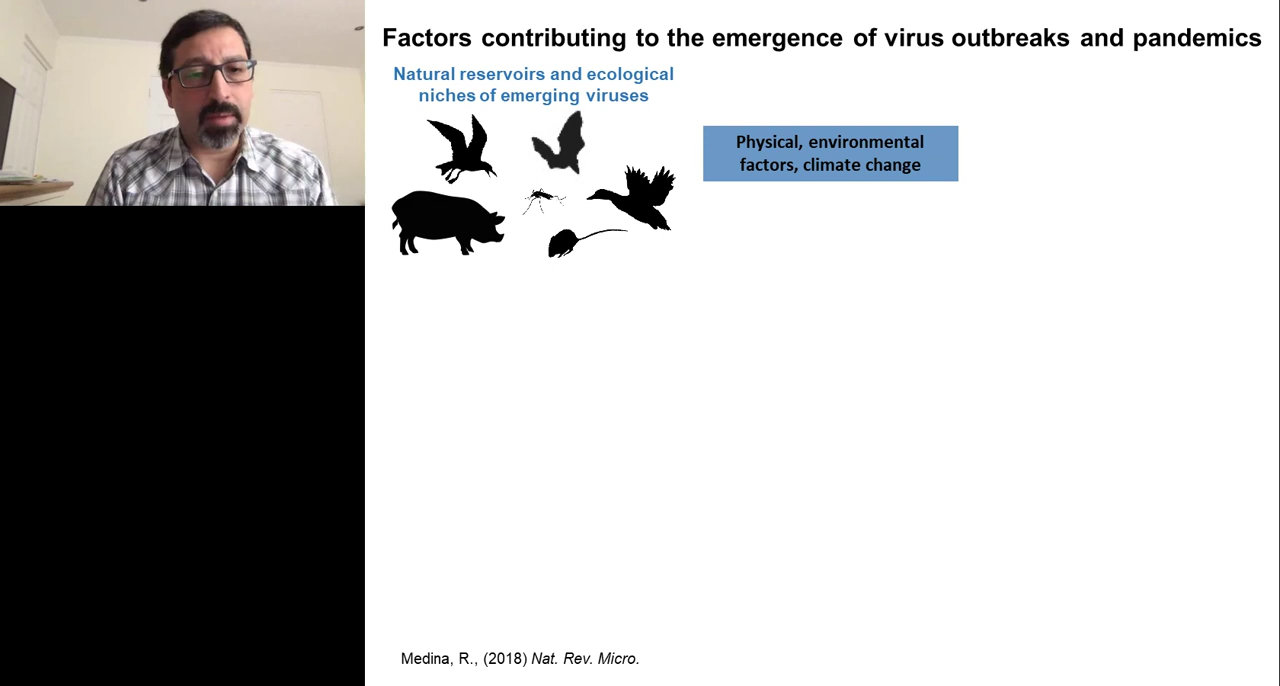 Factors contributing to the emergence of virus outbreaks and pandemics
Natural reservoirs and ecological
niches of emerging viruses
Physical, environmental
factors, climate change
Medina, R., (2018) Nat. Rev. Micro.